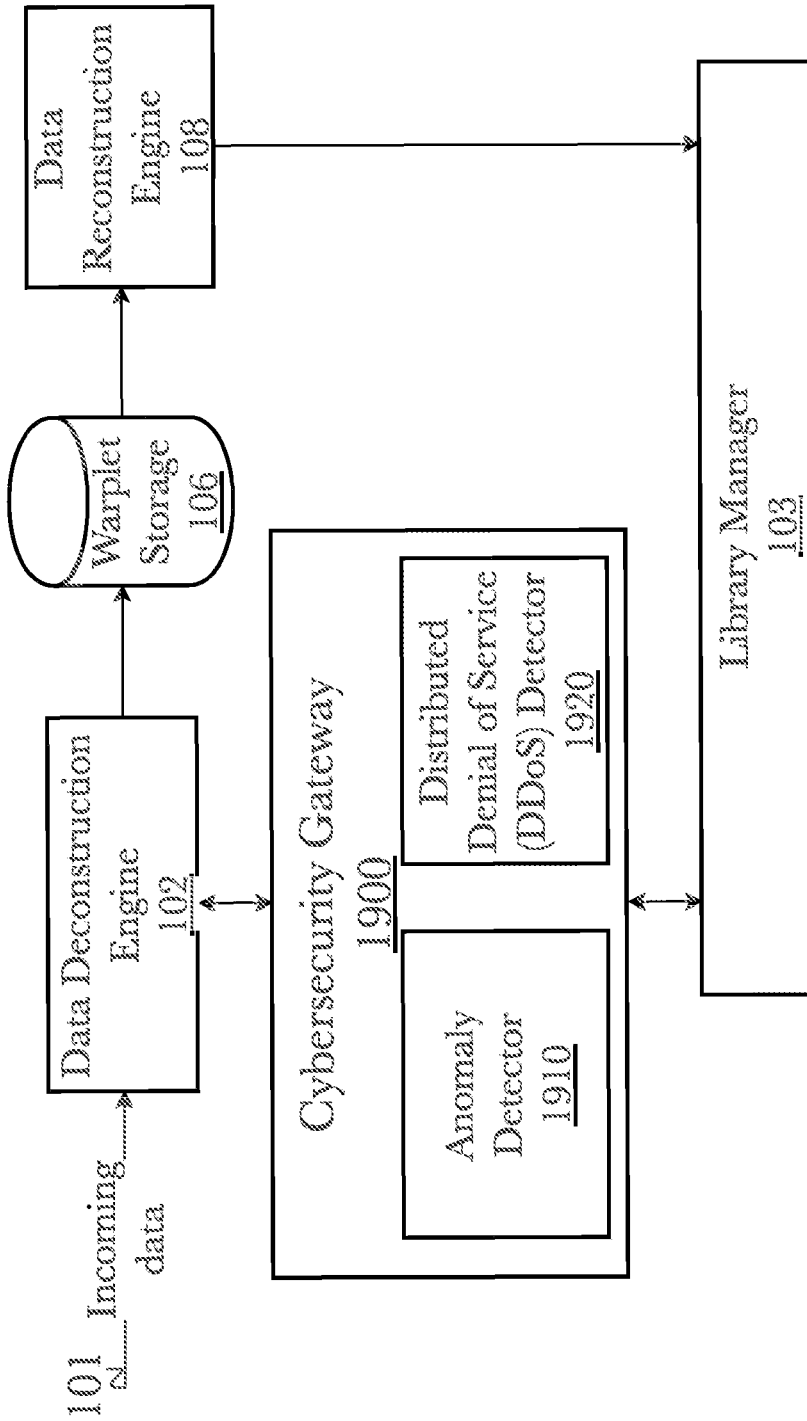 101
Incoming
data
Data Deconstruction
Engine
102
Warplet
Storage
106
Data
Reconstruction
Engine
108
Cybersecurity Gateway
1900
Anomaly
Detector
1910
Distributed
Denial of Service
(DDoS) Detector
1920
Library Manager
103